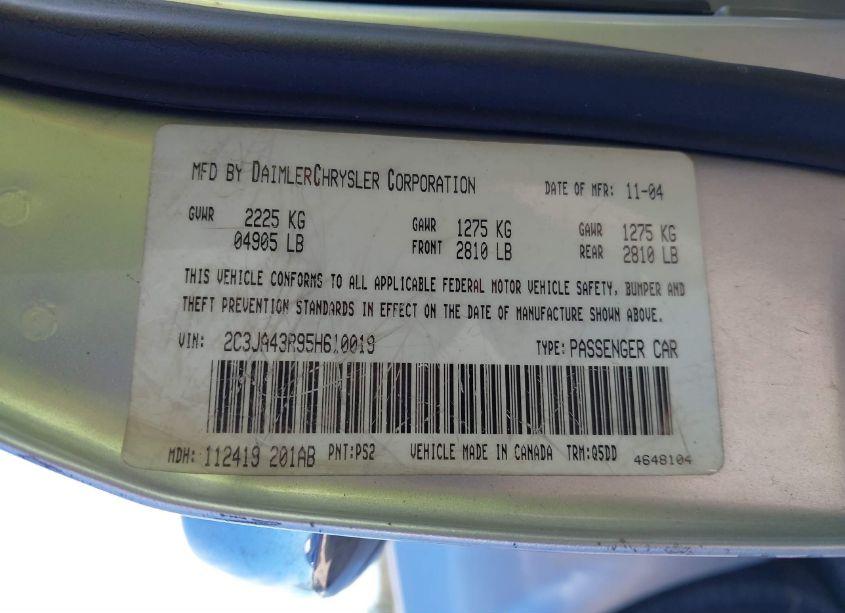 MFD BY DAIMLERCHRYSLER CORPORATION DATE OF MFR: 11-04
GVWR 2225 KG GAWR 1275 KG GAWR 1275 KG
04905 LB FRONT 2810 LB REAR 2810 LB
THIS VEHICLE CONFORMS TO ALL APPLICABLE FEDERAL MOTOR VEHICLE SAFETY, BUMPER AND
THEFT PREVENTION STANDARDS IN EFFECT ON THE DATE OF MANUFACTURE SHOWN ABOVE.
VIN: 2C3JA43R95H610019 TYPE: PASSENGER CAR
MDH: 112419 201AB PNT:PS2 VEHICLE MADE IN CANADA TRM:Q5DD 4648104